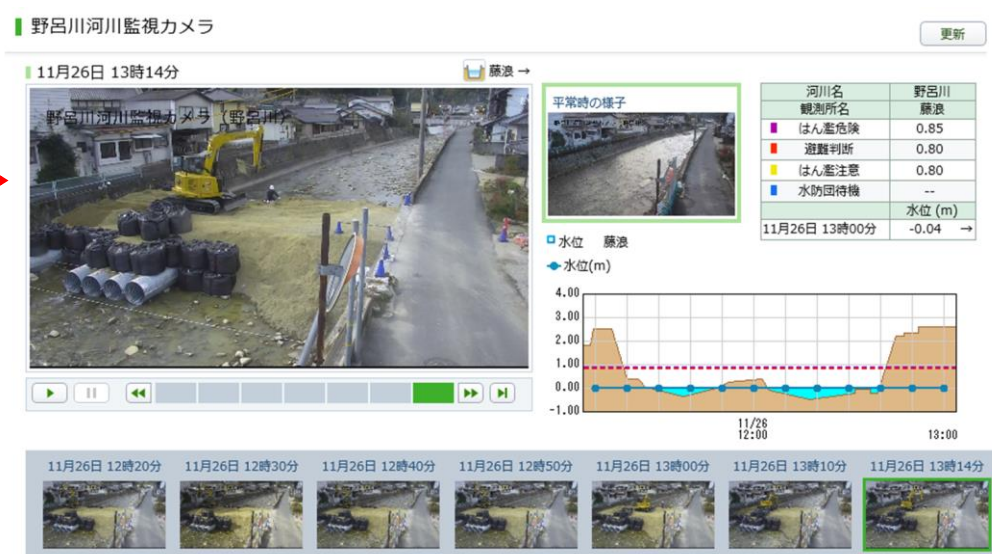 野呂川河川監視カメラ
更新
11月26日 13時14分
藤浪 →
野呂川河川監視カメラ（野呂川）
平常時の様子
河川名 野呂川
観測所名 藤浪
はん濫危険 0.85
避難判断 0.80
はん濫注意 0.80
水防団待機 --
水位 (m)
11月26日 13時00分 -0.04 →
水位 藤浪
水位(m)
4.00
3.00
2.00
1.00
0.00
-1.00
11/26
12:00
13:00
11月26日 12時20分 11月26日 12時30分 11月26日 12時40分 11月26日 12時50分 11月26日 13時00分 11月26日 13時10分 11月26日 13時14分